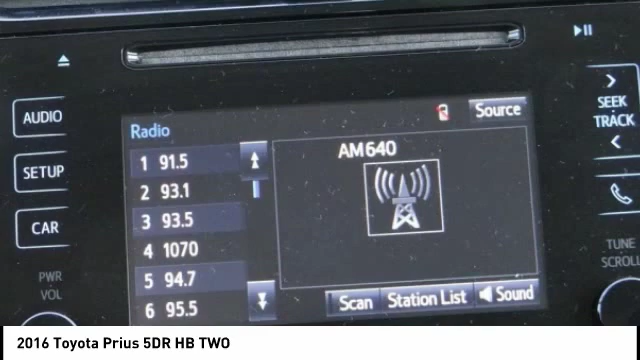 AUDIO
SETUP
CAR
PWR
VOL
Radio
1 91.5
2 93.1
3 93.5
4 1070
5 94.7
6 95.5
Source
AM640
Scan
Station List
Sound
SEEK
TRACK
TUNE
SCROLL
2016 Toyota Prius 5DR HB TWO